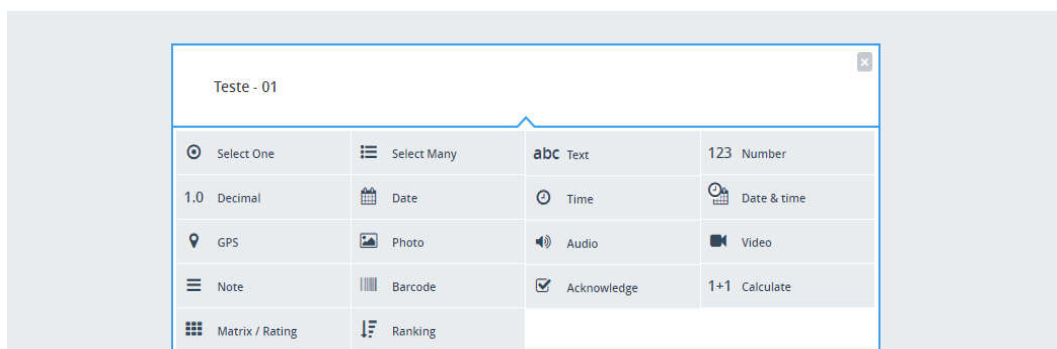 Teste - 01
Select One Select Many abc Text 123 Number
1.0 Decimal Date Time Date & time
GPS Photo Audio Video
Note Barcode Acknowledge 1+1 Calculate
Matrix / Rating Ranking